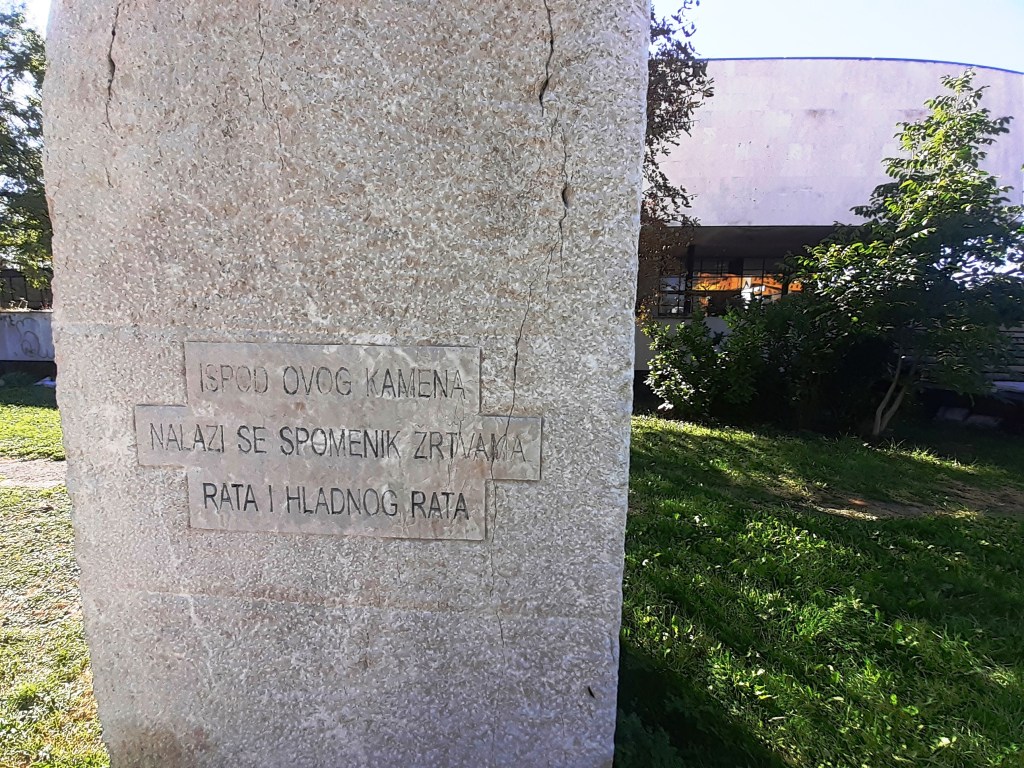 ISPOD OVOG KAMENA
NALAZI SE SPOMENIK ZRTVAMA
RATA I HLADNOG RATA